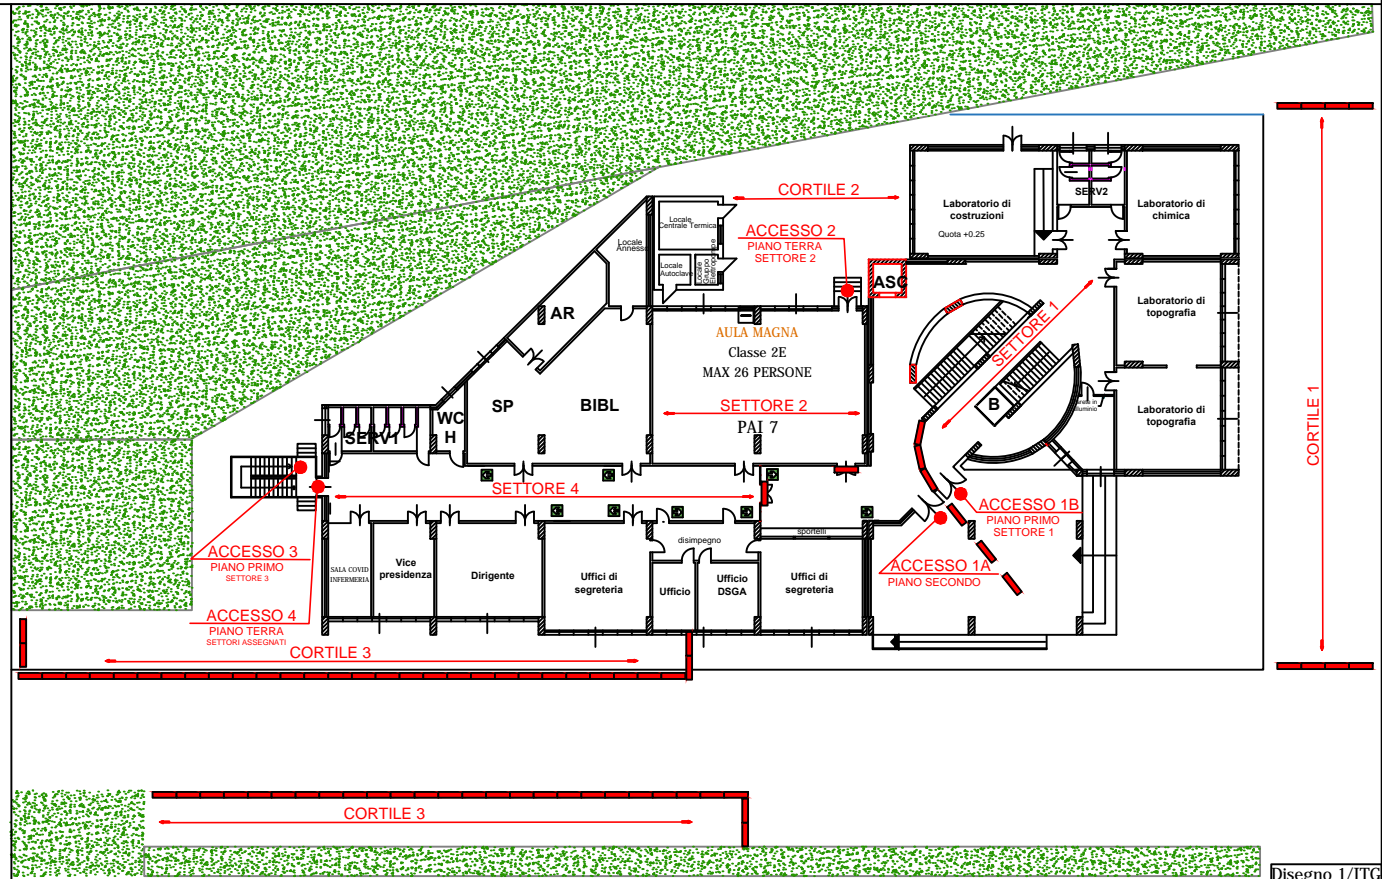 CORTILE 2
ACCESSO 2
PIANO TERRA
SETTORE 2
Locale
Centrale Termica
Locale
Annesso
Locale
Autoclave
Locale
Gruppo
ASC
AR
SP
BIBL
WC
H
SERV1
AULA MAGNA
Classe 2E
MAX 26 PERSONE
SETTORE 2
PAI 7
Laboratorio di
costruzioni
Quota +0.25
SERV2
Laboratorio di
chimica
Laboratorio di
topografia
Laboratorio di
topografia
SETTORE 1
B
CORTILE 1
SETTORE 4
ACCESSO 3
PIANO PRIMO
SETTORE 3
ACCESSO 4
PIANO TERRA
SETTORI ASSEGNATI
SALA COVID
INFERMERIA
Vice
presidenza
Dirigente
Uffici di
segreteria
disimpegno
Ufficio
Ufficio
DSGA
sportelli
Uffici di
segreteria
ACCESSO 1B
PIANO PRIMO
SETTORE 1
ACCESSO 1A
PIANO SECONDO
CORTILE 3
CORTILE 3
Disegno 1/ITG